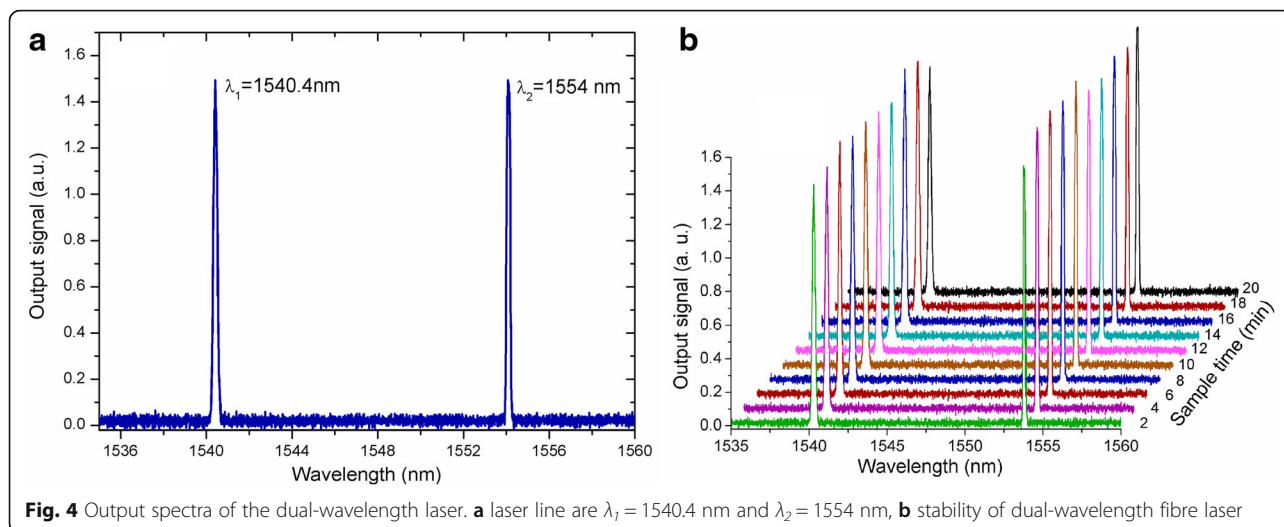 a
b
1.6
1.4
1.2
1.0
0.8
0.6
0.4
0.2
0.0
Output signal (a.u.)
λ1=1540.4nm
λ2=1554 nm
1536 1540 1544 1548 1552 1556 1560
Wavelength (nm)
1.6
1.4
1.2
1.0
0.8
0.6
0.4
0.2
0.0
Output signal (a. u.)
20
18
16
14
12
10
8
6
4
2
Sample time (min)
1535 1540 1545 1550 1555 1560
Wavelength (nm)
Fig. 4 Output spectra of the dual-wavelength laser. a laser line are λ1 = 1540.4 nm and λ2 = 1554 nm, b stability of dual-wavelength fibre laser